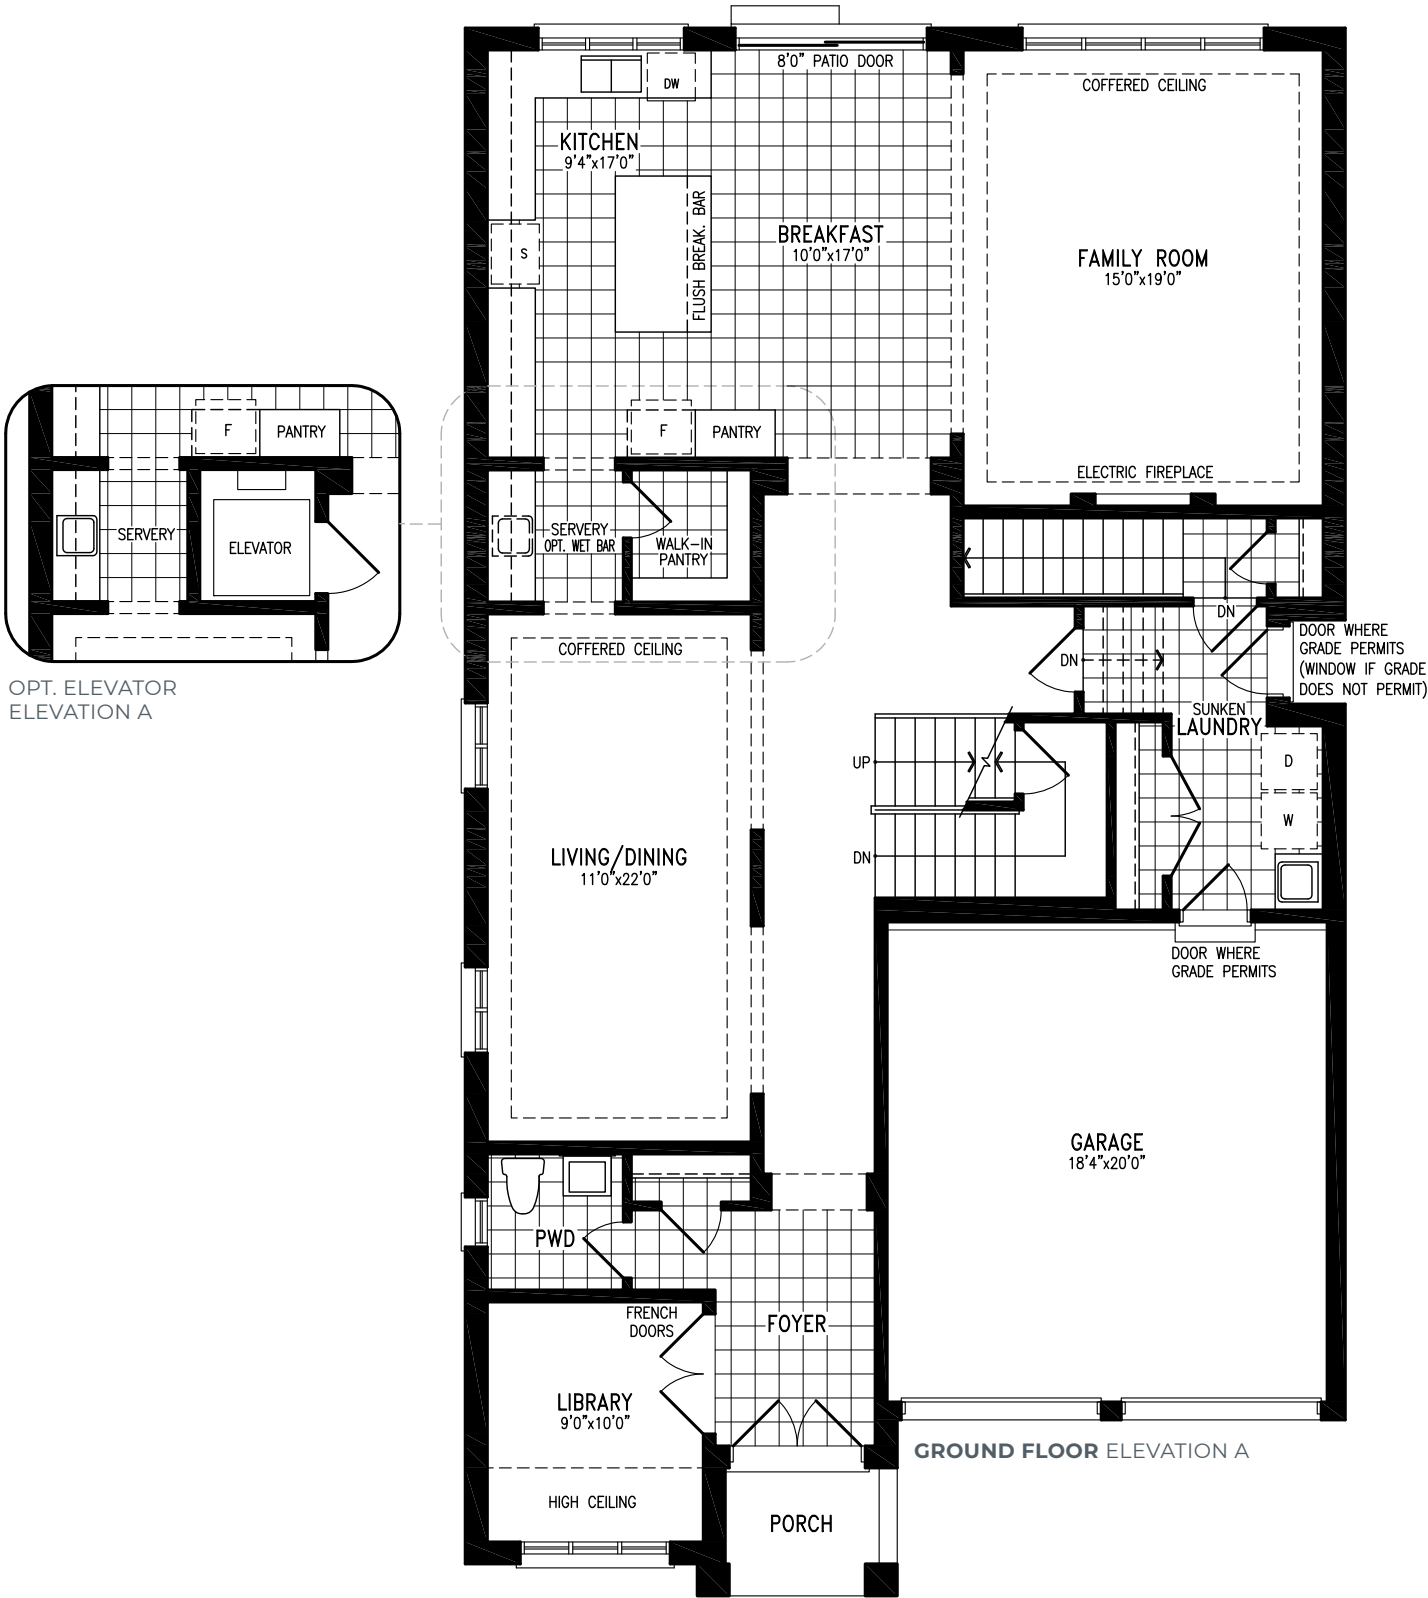 8'0" PATIO DOOR
DW
COFFERED CEILING
KITCHEN
9'4"x17'0"
FLUSH BREAK. BAR
BREAKFAST
10'0"x17'0"
S
FAMILY ROOM
15'0"x19'0"
F
PANTRY
ELECTRIC FIREPLACE
F
PANTRY
SERVERY
ELEVATOR
SERVERY
OPT. WET BAR
WALK-IN
PANTRY
DN
COFFERED CEILING
DN
DOOR WHERE
GRADE PERMITS
(WINDOW IF GRADE
DOES NOT PERMIT)
OPT. ELEVATOR
ELEVATION A
SUNKEN
LAUNDRY
UP
D
W
DN
LIVING/DINING
11'0"x22'0"
DOOR WHERE
GRADE PERMITS
GARAGE
18'4"x20'0"
PWD
FRENCH
DOORS
FOYER
LIBRARY
9'0"x10'0"
GROUND FLOOR ELEVATION A
HIGH CEILING
PORCH